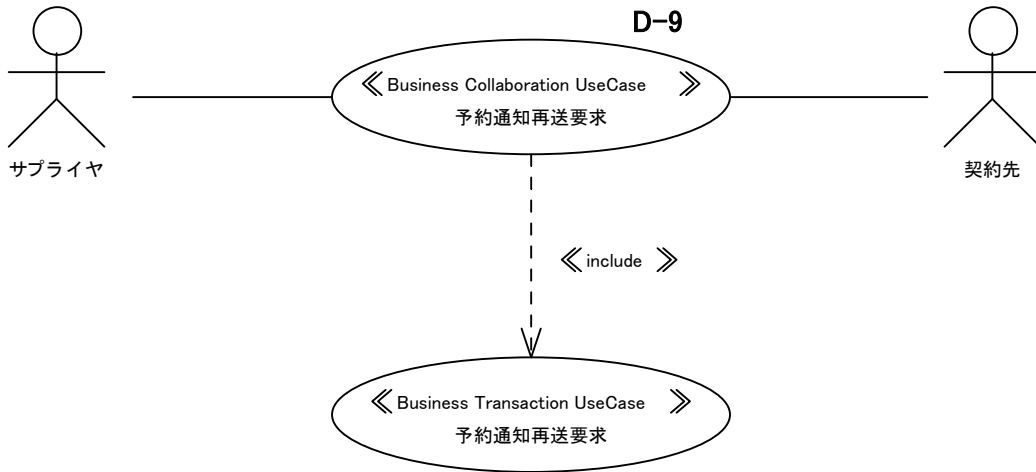 D-9
≪ Business Collaboration UseCase ≫
予約通知再送要求
サプライヤ
契約先
≪ include ≫
≪ Business Transaction UseCase ≫
予約通知再送要求